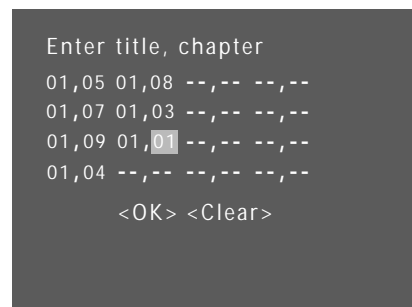 Enter title, chapter
01,05 01,08 --,-- --,--
01,07 01,03 --,-- --,--
01,09 01,01 --,-- --,--
01,04 --,-- --,-- --,--
<OK> <Clear>